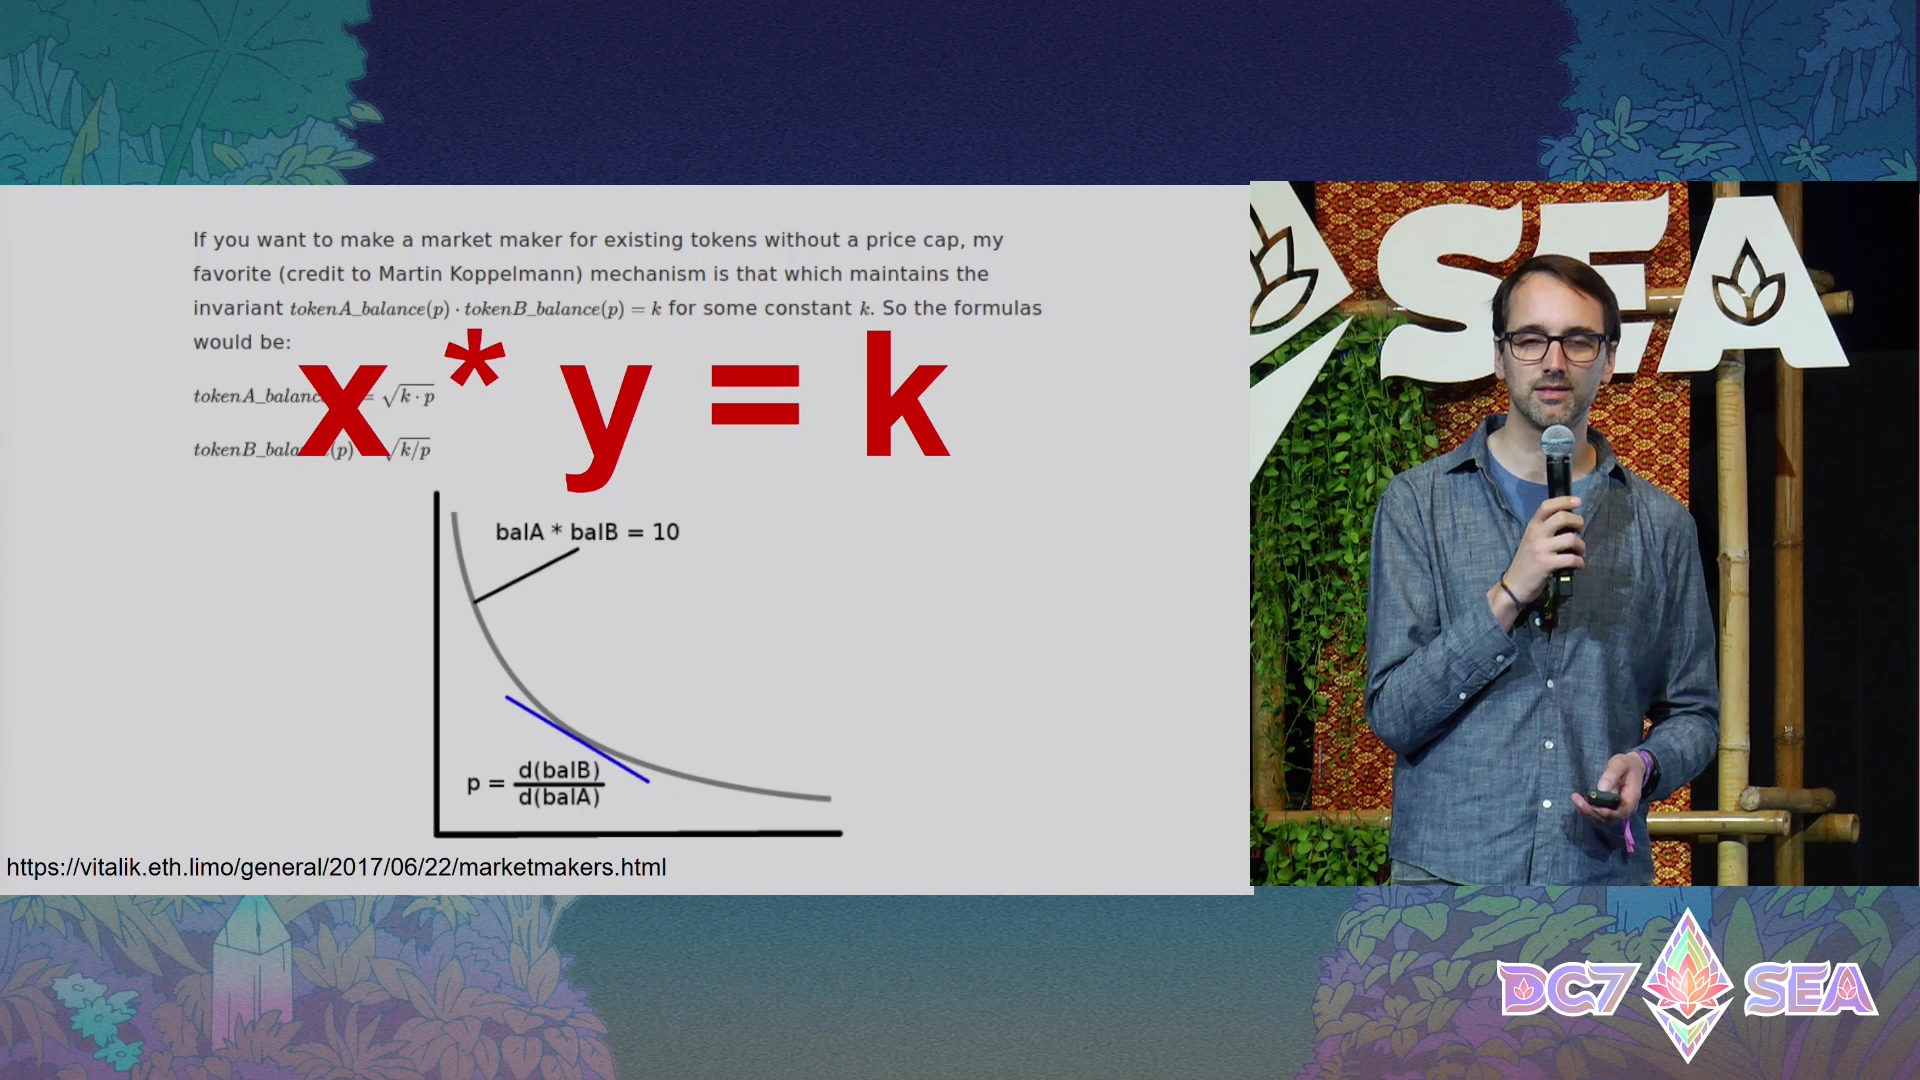 If you want to make a market maker for existing tokens without a price cap, my
favorite (credit to Martin Koppelmann) mechanism is that which maintains the
invariant tokenA_balance(p) · tokenB_balance(p) = k for some constant k. So the formulas
would be:
x * y = k
= √k · p
(p) √k/p
balA * balB = 10
p = d(balB)
d(balA)
https://vitalik.eth.limo/general/2017/06/22/marketmakers.html
SEA
DC7 SEA